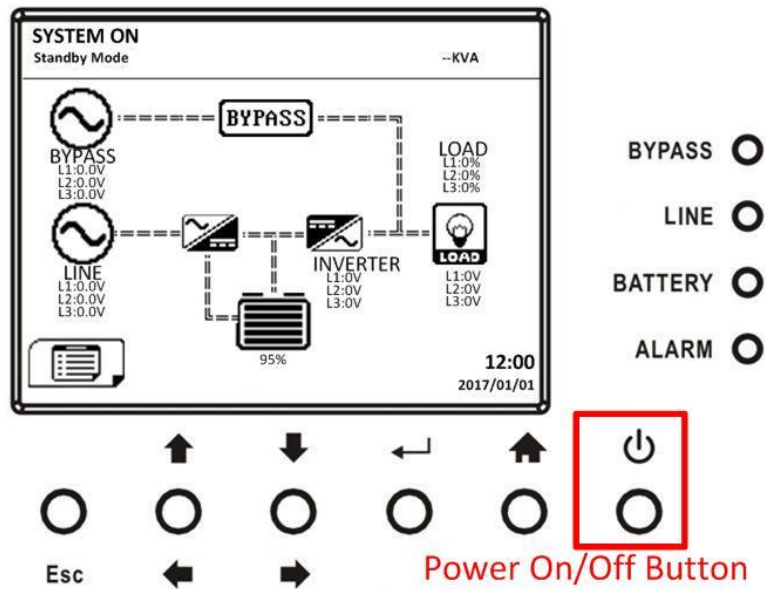 SYSTEM ON
Standby Mode
--KVA
BYPASS
BYPASS
L1:0.0V
L2:0.0V
L3:0.0V
LOAD
L1:0%
L2:0%
L3:0%
LINE
L1:0.0V
L2:0.0V
L3:0.0V
INVERTER
L1:0V
L2:0V
L3:0V
LOAD
L1:0V
L2:0V
L3:0V
95%
12:00
2017/01/01
BYPASS
LINE
BATTERY
ALARM
Esc
Power On/Off Button